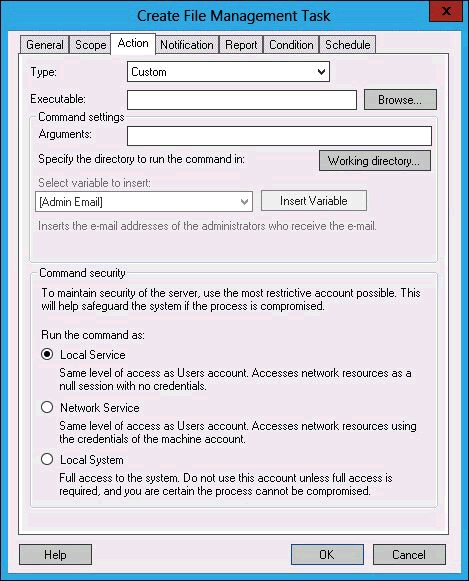 Create File Management Task
x
General Scope Action Notification Report Condition Schedule
Type: Custom
Executable: Browse...
Command settings
Arguments:
Specify the directory to run the command in: Working directory...
Select variable to insert:
[Admin Email] Insert Variable
Inserts the e-mail addresses of the administrators who receive the e-mail.
Command security
To maintain security of the server, use the most restrictive account possible. This
will help safeguard the system if the process is compromised.
Run the command as:
Local Service
Same level of access as Users account. Accesses network resources as a
null session with no credentials.
Network Service
Same level of access as Users account. Accesses network resources using
the credentials of the machine account.
Local System
Full access to the system. Do not use this account unless full access is
required, and you are certain the process cannot be compromised.
Help OK Cancel